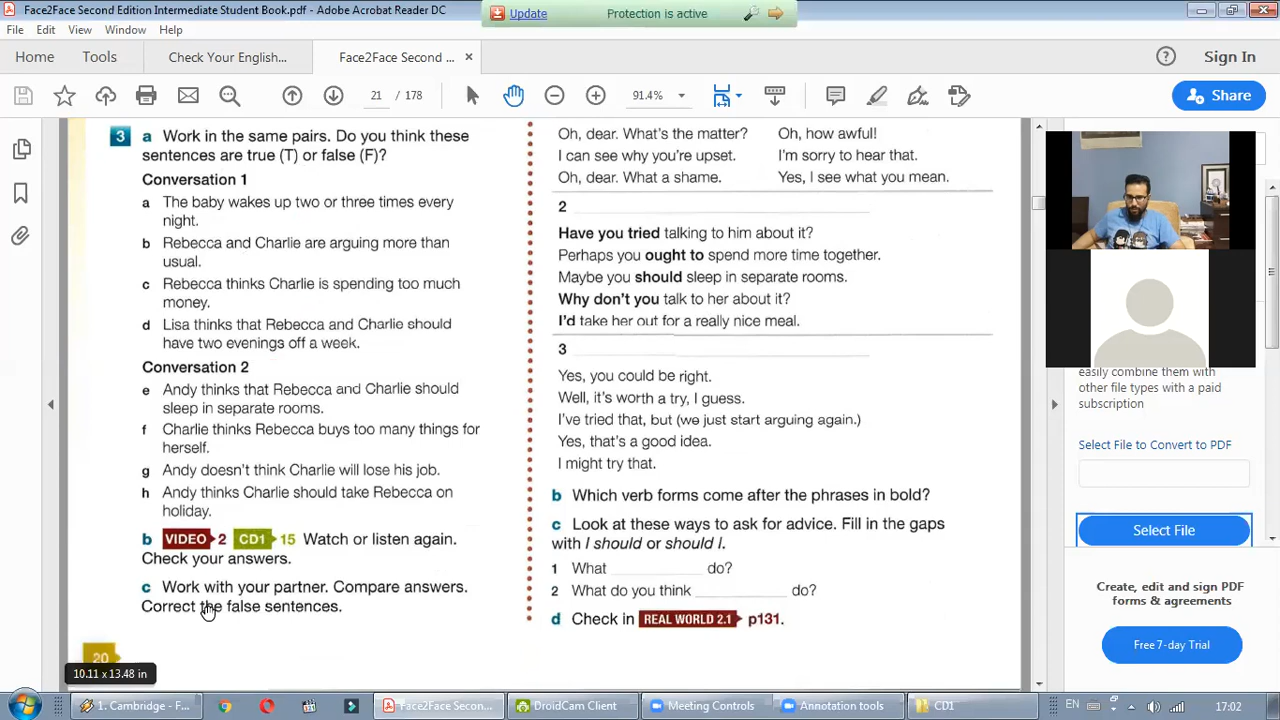 Face2Face Second Edition Intermediate Student Book.pdf - Adobe Acrobat Reader DC
Update
Protection is active
File Edit View Window Help
Home Tools Check Your English... Face2Face Second ... ×
Sign In
21 / 178
91.4%
Share
3 a Work in the same pairs. Do you think these
sentences are true (T) or false (F)?
Conversation 1
a The baby wakes up two or three times every
night.
b Rebecca and Charlie are arguing more than
usual.
c Rebecca thinks Charlie is spending too much
money.
d Lisa thinks that Rebecca and Charlie should
have two evenings off a week.
Conversation 2
e Andy thinks that Rebecca and Charlie should
sleep in separate rooms.
f Charlie thinks Rebecca buys too many things for
herself.
g Andy doesn't think Charlie will lose his job.
h Andy thinks Charlie should take Rebecca on
holiday.
b VIDEO 2 CD1 15 Watch or listen again.
Check your answers.
c Work with your partner. Compare answers.
Correct the false sentences.
20
10.11 x 13.48 in
Oh, dear. What's the matter? Oh, how awful!
I can see why you're upset. I'm sorry to hear that.
Oh, dear. What a shame. Yes, I see what you mean.
2
Have you tried talking to him about it?
Perhaps you ought to spend more time together.
Maybe you should sleep in separate rooms.
Why don't you talk to her about it?
I'd take her out for a really nice meal.
3
Yes, you could be right.
Well, it's worth a try, I guess.
I've tried that, but (we just start arguing again.)
Yes, that's a good idea.
I might try that.
b Which verb forms come after the phrases in bold?
c Look at these ways to ask for advice. Fill in the gaps
with I should or should I.
1 What ________ do?
2 What do you think ________ do?
d Check in REAL WORLD 2.1 p131.
easily combine them with
other file types with a paid
subscription
Select File to Convert to PDF
Select File
Create, edit and sign PDF
forms & agreements
Free 7-day Trial
1. Cambridge - F...
Face2Face Secon...
DroidCam Client
Meeting Controls
Annotation tools
CD1
EN
17:02